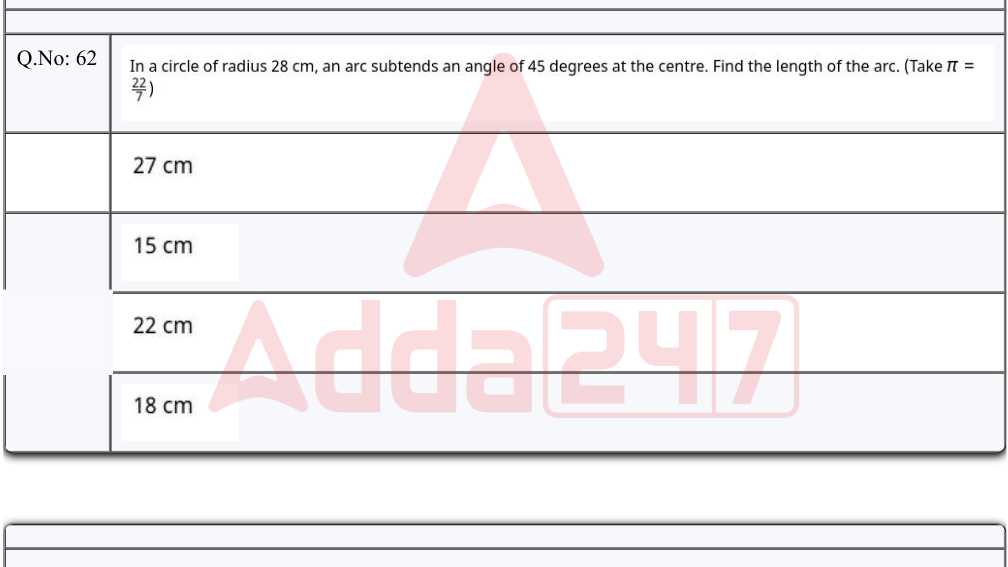 Q.No: 62
In a circle of radius 28 cm, an arc subtends an angle of 45 degrees at the centre. Find the length of the arc. (Take π =
22/7)
27 cm
15 cm
22 cm
18 cm
Adda247